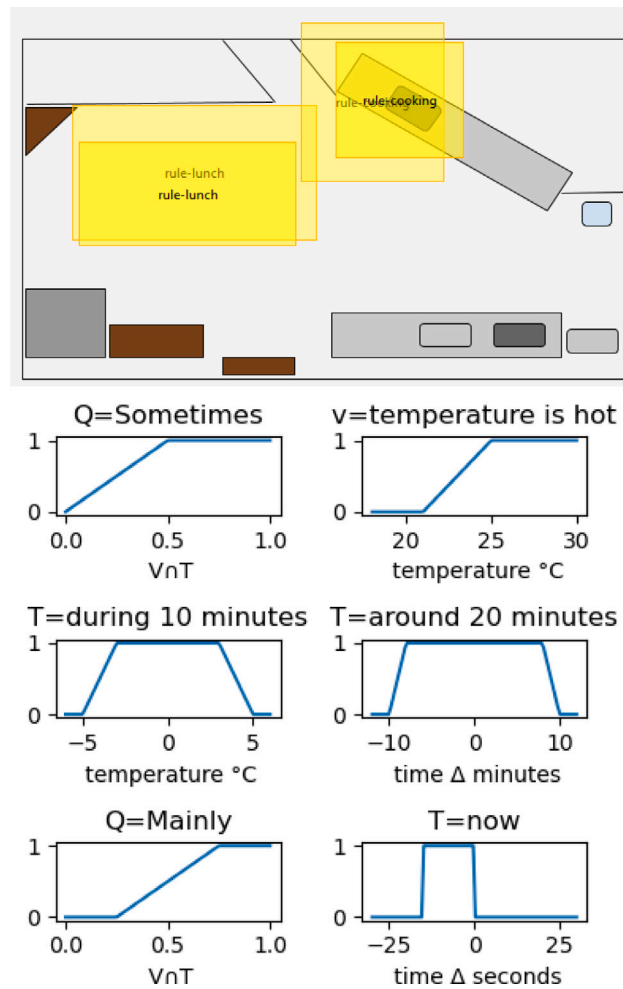 rule-cooking
rule-cooking
rule-lunch
rule-lunch
Q=Sometimes
1
0
0.0 0.5 1.0
V∩T
v=temperature is hot
1
0
20 25 30
temperature °C
T=during 10 minutes
1
0
−5 0 5
temperature °C
T=around 20 minutes
1
0
−10 0 10
time Δ minutes
Q=Mainly
1
0
0.0 0.5 1.0
V∩T
T=now
1
0
−25 0 25
time Δ seconds